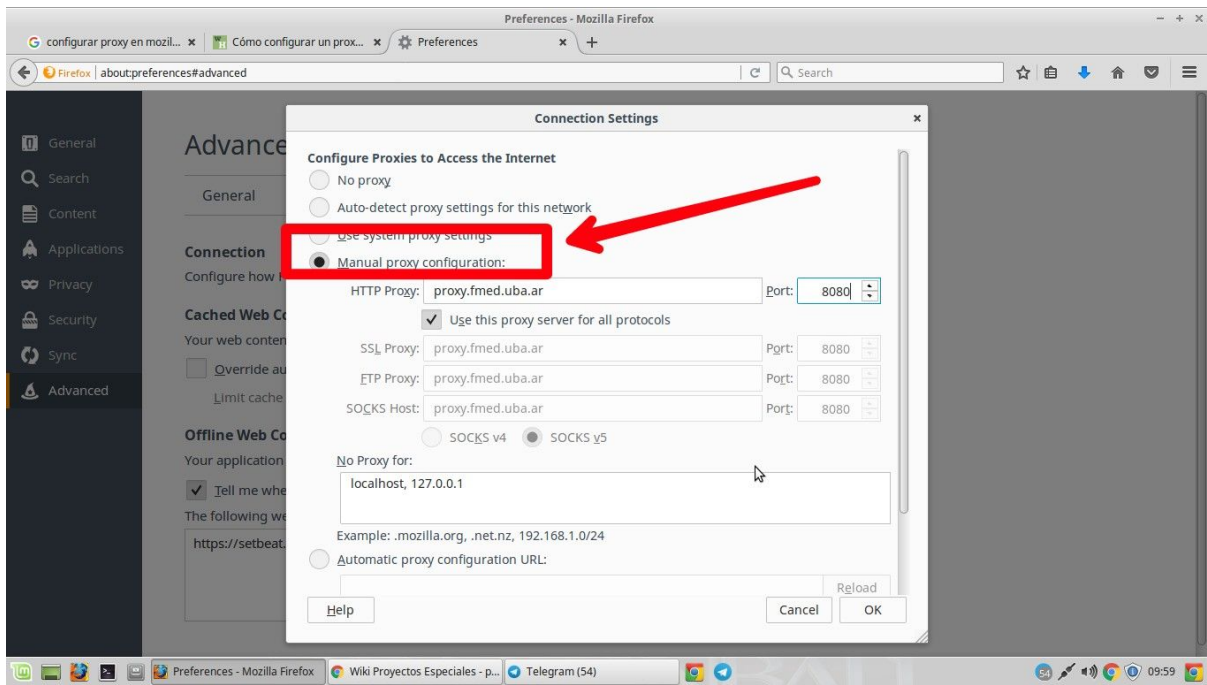 Preferences - Mozilla Firefox
configurar proxy en mozil... Cómo configurar un prox... Preferences
Firefox about:preferences#advanced Search
Connection Settings
General
Search
Content
Applications
Privacy
Security
Sync
Advanced
Advance
General
Connection
Configure how
Cached Web Co
Your web conten
Override au
Limit cache
Offline Web Co
Your application
Tell me whe
The following we
https://setbeat.
Configure Proxies to Access the Internet
No proxy
Auto-detect proxy settings for this network
Use system proxy settings
Manual proxy configuration:
HTTP Proxy: proxy.fmed.uba.ar Port: 8080
Use this proxy server for all protocols
SSL Proxy: proxy.fmed.uba.ar Port: 8080
FTP Proxy: proxy.fmed.uba.ar Port: 8080
SOCKS Host: proxy.fmed.uba.ar Port: 8080
SOCKS v4 SOCKS v5
No Proxy for:
localhost, 127.0.0.1
Example: .mozilla.org, .net.nz, 192.168.1.0/24
Automatic proxy configuration URL:
Reload
Help Cancel OK
Preferences - Mozilla Firefox Wiki Proyectos Especiales - p... Telegram (54) 54 09:59